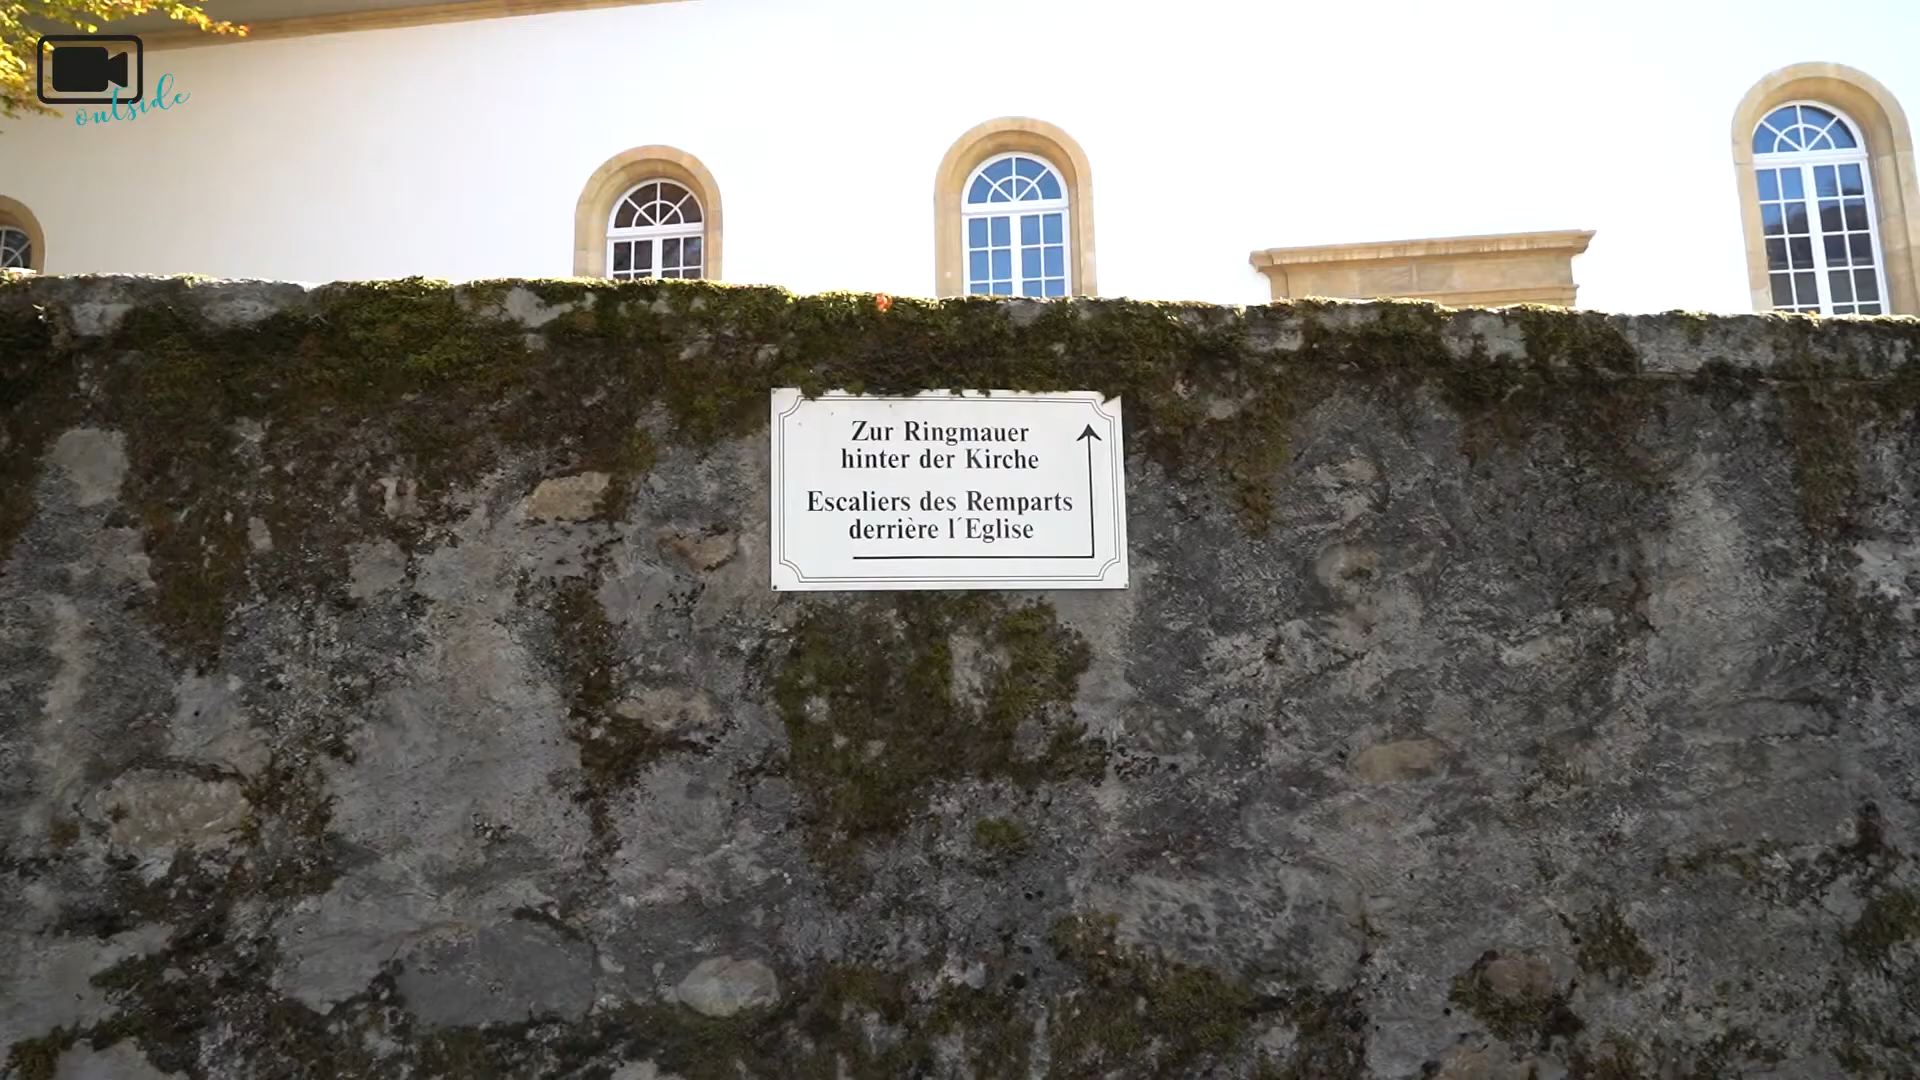 outside
Zur Ringmauer
hinter der Kirche
Escaliers des Remparts
derrière l´Eglise